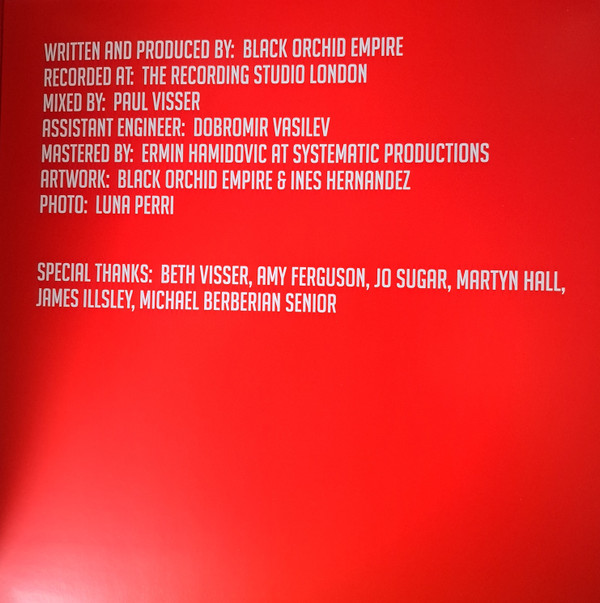 WRITTEN AND PRODUCED BY: BLACK ORCHID EMPIRE
RECORDED AT: THE RECORDING STUDIO LONDON
MIXED BY: PAUL VISSER
ASSISTANT ENGINEER: DOBROMIR VASILEV
MASTERED BY: ERMIN HAMIDOVIC AT SYSTEMATIC PRODUCTIONS
ARTWORK: BLACK ORCHID EMPIRE & INES HERNANDEZ
PHOTO: LUNA PERRI
SPECIAL THANKS: BETH VISSER, AMY FERGUSON, JO SUGAR, MARTYN HALL,
JAMES ILLSLEY, MICHAEL BERBERIAN SENIOR